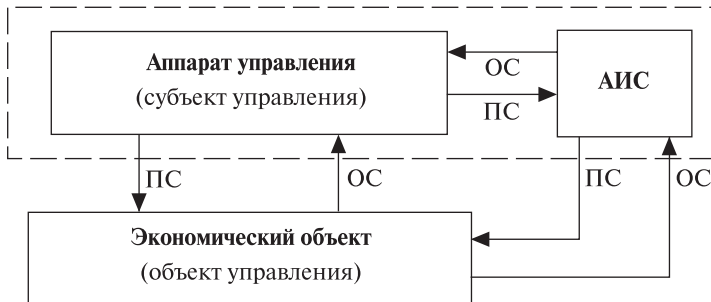 Аппарат управления
(субъект управления)
ОС
ПС
АИС
ПС
ОС
ПС
ОС
Экономический объект
(объект управления)